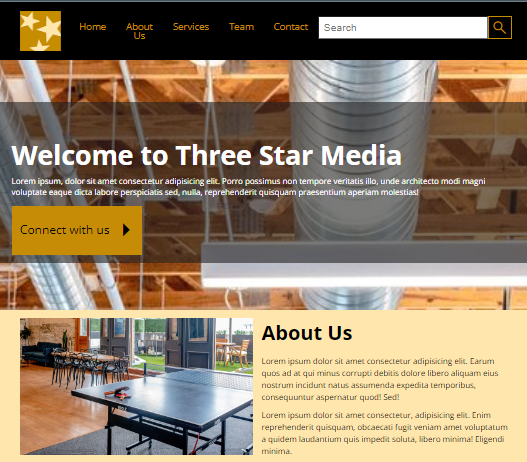 Home
About
Us
Services
Team
Contact
Search
Welcome to Three Star Media
Lorem ipsum, dolor sit amet consectetur adipisicing elit. Porro possimus non tempore veritatis illo, unde architecto modi magni
voluptate eaque dicta labore perspiciatis sed, nulla, reprehenderit quisquam praesentium aperiam molestias!
Connect with us
About Us
Lorem ipsum dolor sit amet consectetur adipisicing elit. Earum
quos ad at qui minus corrupti debitis dolore libero aliquam eius
nostrum incidunt natus assumenda expedita temporibus,
consequuntur aspernatur quod! Sed!
Lorem ipsum dolor sit amet consectetur, adipisicing elit. Enim
reprehenderit quisquam, obcaecati fugit veniam amet voluptatum
a quidem laudantium quis impedit soluta, libero minima! Eligendi
minima.